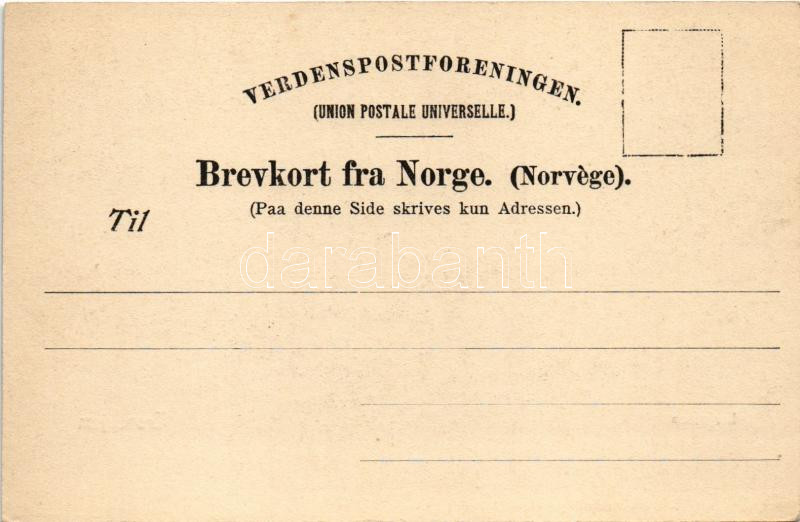 VERDENSPOSTFORENINGEN.
(UNION POSTALE UNIVERSELLE.)
Brevkort fra Norge. (Norvège).
(Paa denne Side skrives kun Adressen.)
Til
darabanth